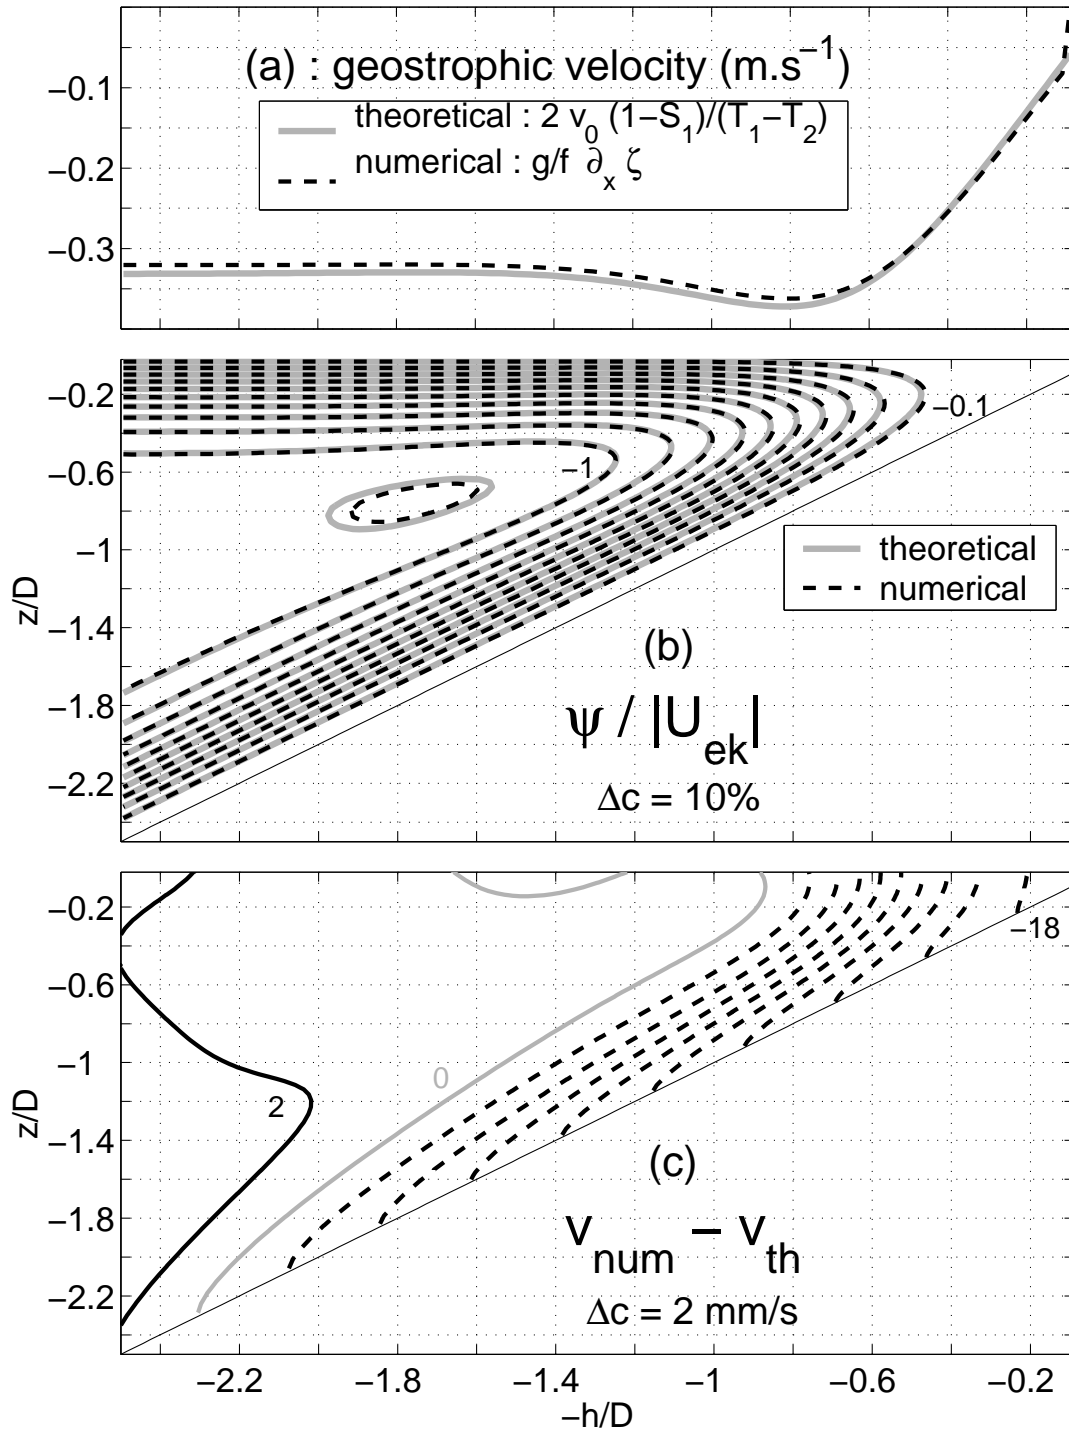 (a) : geostrophic velocity (m.s⁻¹)
theoretical : 2 v₀ (1−S₁)/(T₁−T₂)
numerical : g/f ∂ₓ ζ
−0.1
−0.2
−0.3
−0.2
−0.6
−1
−1.4
−1.8
−2.2
z/D
−0.1
−1
theoretical
numerical
(b)
ψ / |U_ek|
Δc = 10%
−0.2
−0.6
−1
−1.4
−1.8
−2.2
z/D
−18
0
2
(c)
v_num − v_th
Δc = 2 mm/s
−2.2 −1.8 −1.4 −1 −0.6 −0.2
-h/D